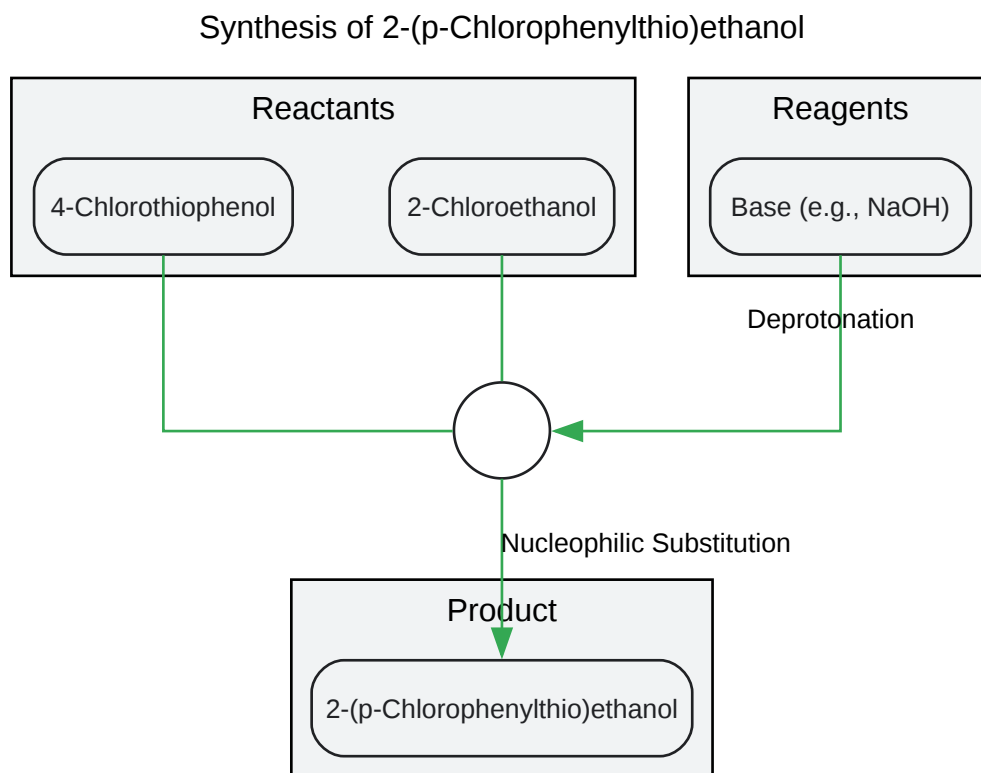 Synthesis of 2-(p-Chlorophenylthio)ethanol
Reactants
Reagents
4-Chlorothiophenol
2-Chloroethanol
Base (e.g., NaOH)
Deprotonation
Nucleophilic Substitution
Product
2-(p-Chlorophenylthio)ethanol